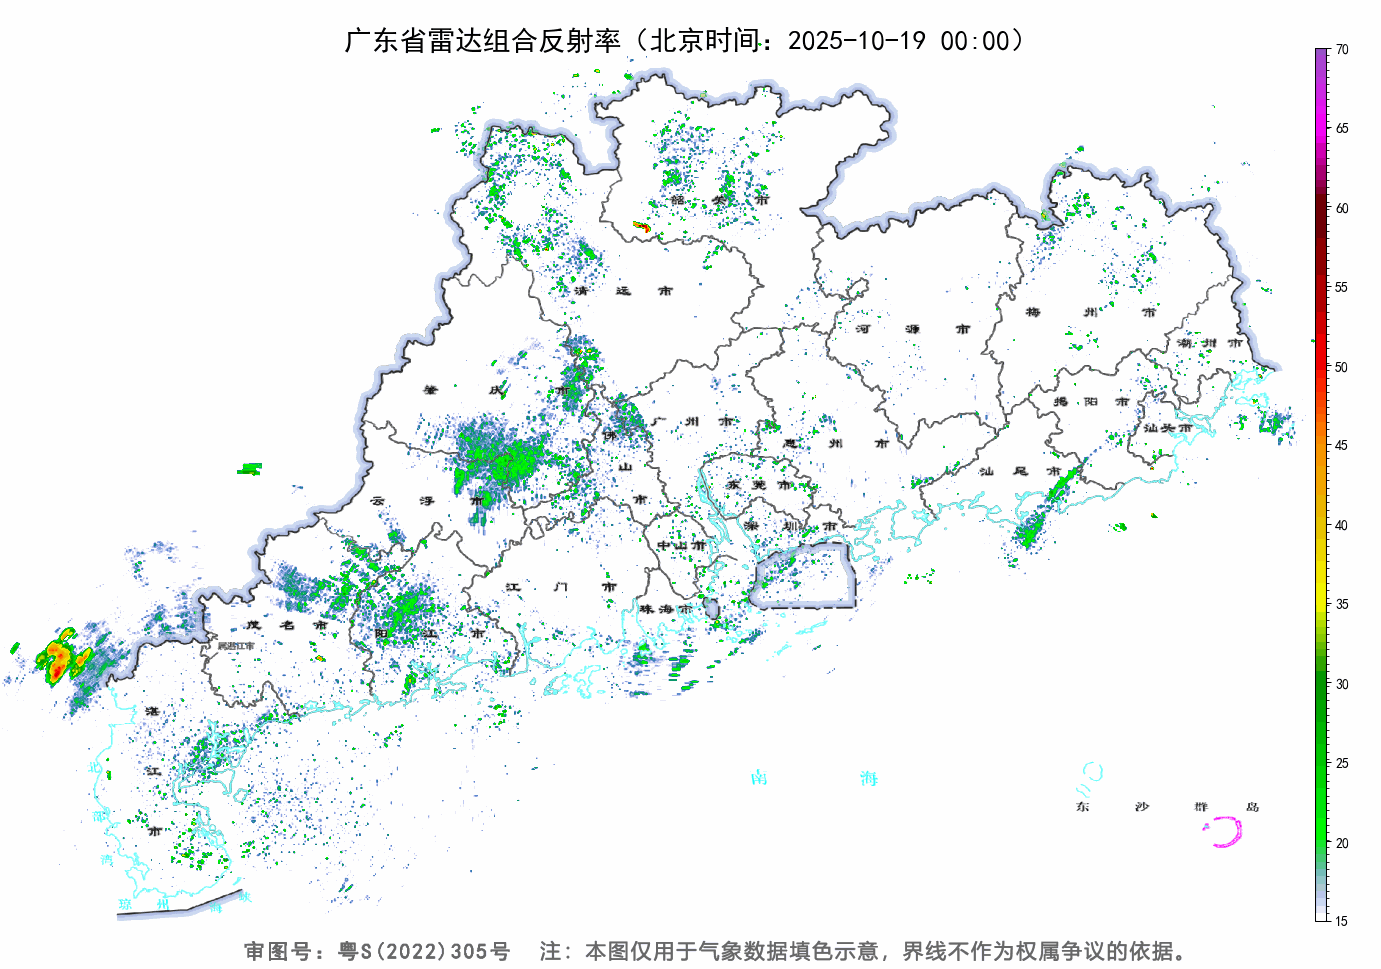 广东省雷达组合反射率（北京时间：2025-10-19 00:00）
70
65
60
55
50
45
40
35
30
25
20
15
韶关市
清远市
河源市
梅州市
潮州市
肇庆市
广州市
惠州市
揭阳市
汕头市
佛山市
东莞市
汕尾市
云浮市
深圳市
中山市
江门市
珠海市
茂名市
阳江市
属湛江市
湛江市
北部湾
南海
东沙群岛
琼州海峡
审图号：粤S(2022)305号 注：本图仅用于气象数据填色示意，界线不作为权属争议的依据。